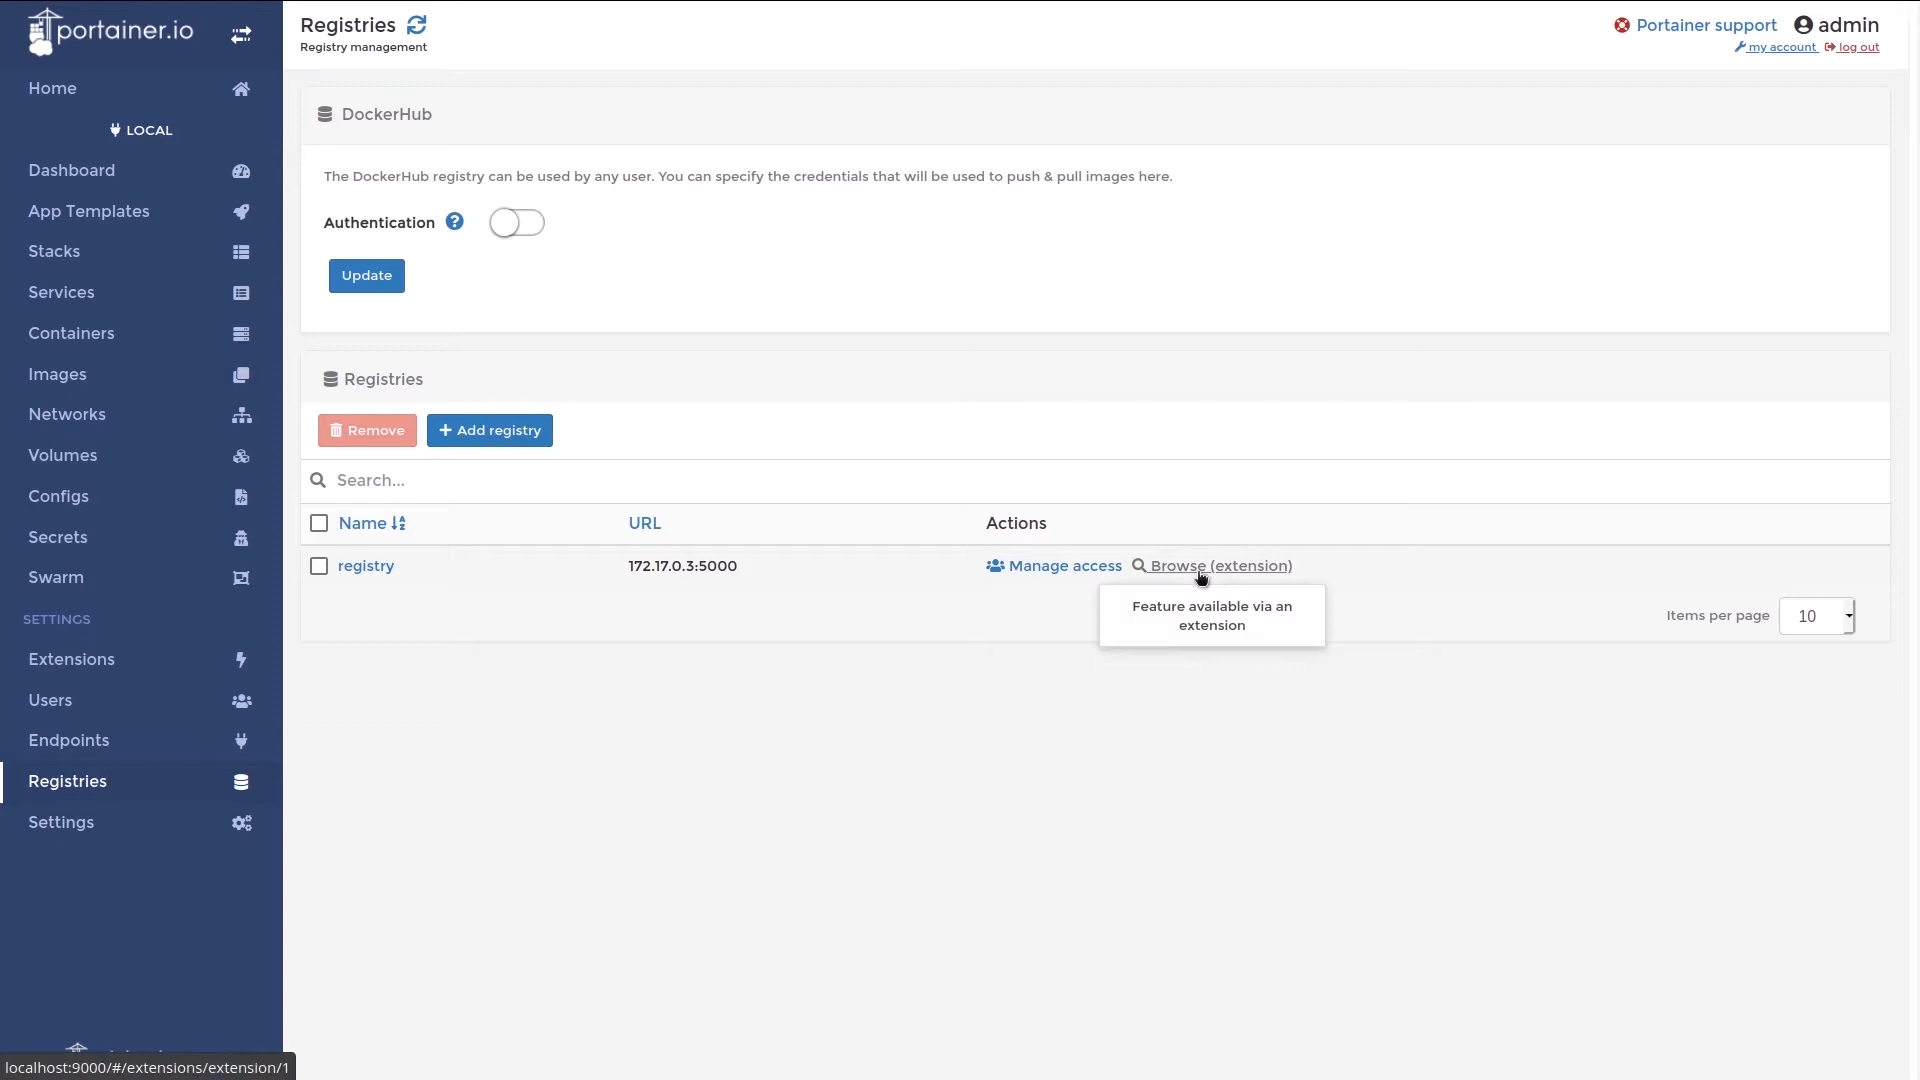 portainer.io
Registries
Registry management
Portainer support
admin
my account
log out
Home
LOCAL
Dashboard
App Templates
Stacks
Services
Containers
Images
Networks
Volumes
Configs
Secrets
Swarm
SETTINGS
Extensions
Users
Endpoints
Registries
Settings
localhost:9000/#/extensions/extension/1
DockerHub
The DockerHub registry can be used by any user. You can specify the credentials that will be used to push & pull images here.
Authentication ?
Update
Registries
Remove
+ Add registry
Search...
Name URL Actions
registry 172.17.0.3:5000 Manage access Browse (extension)
Feature available via an
extension
Items per page 10